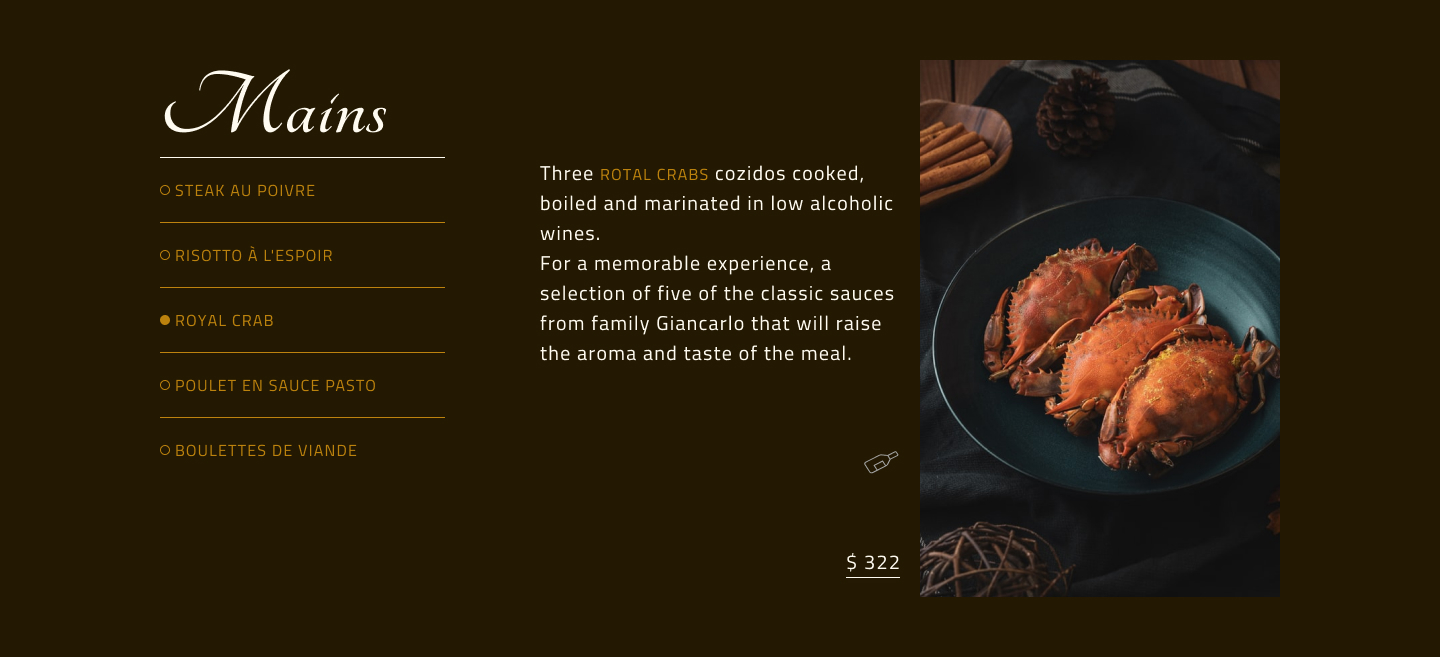 Mains
STEAK AU POIVRE
RISOTTO À L'ESPOIR
ROYAL CRAB
POULET EN SAUCE PASTO
BOULETTES DE VIANDE
Three ROTAL CRABS cozidos cooked,
boiled and marinated in low alcoholic
wines.
For a memorable experience, a
selection of five of the classic sauces
from family Giancarlo that will raise
the aroma and taste of the meal.
$ 322